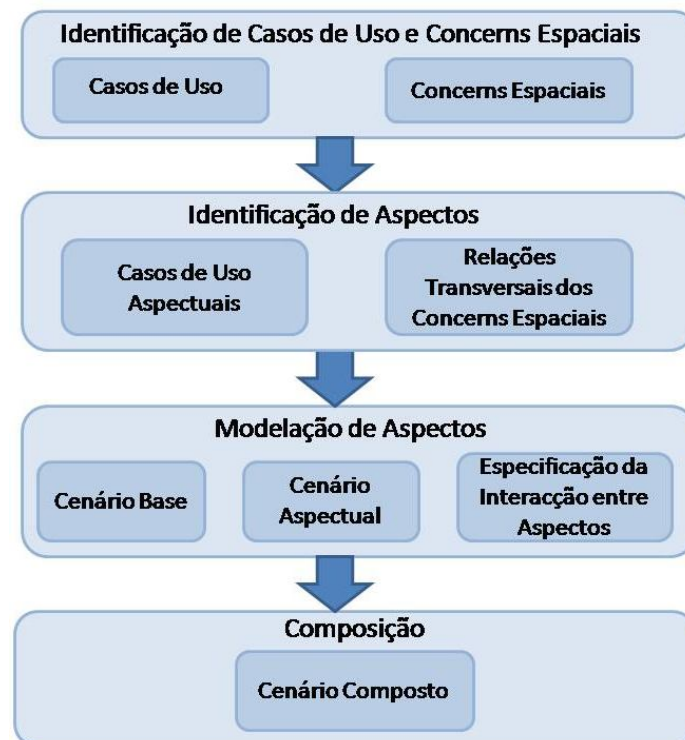 Identificação de Casos de Uso e Concerns Espaciais
Casos de Uso
Concerns Espaciais
Identificação de Aspectos
Casos de Uso
Aspectuais
Relações
Transversais dos
Concerns Espaciais
Modelação de Aspectos
Cenário Base
Cenário
Aspectual
Especificação da
Interacção entre
Aspectos
Composição
Cenário Composto